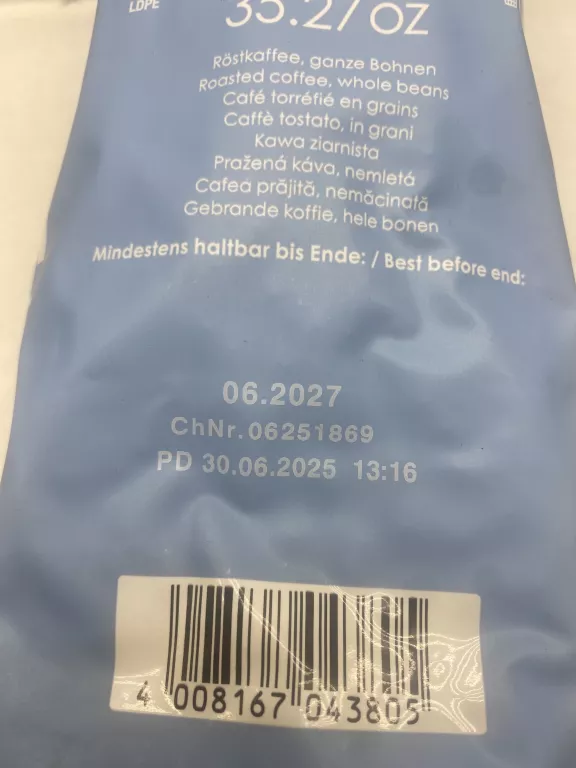 LDPE
35.27 OZ
Röstkaffee, ganze Bohnen
Roasted coffee, whole beans
Café torréfié en grains
Caffè tostato, in grani
Kawa ziarnista
Pražená káva, nemletá
Cafea prăjită, nemăcinată
Gebrande koffie, hele bonen
Mindestens haltbar bis Ende: / Best before end:
06.2027
ChNr.06251869
PD 30.06.2025 13:16
4 008167 043805